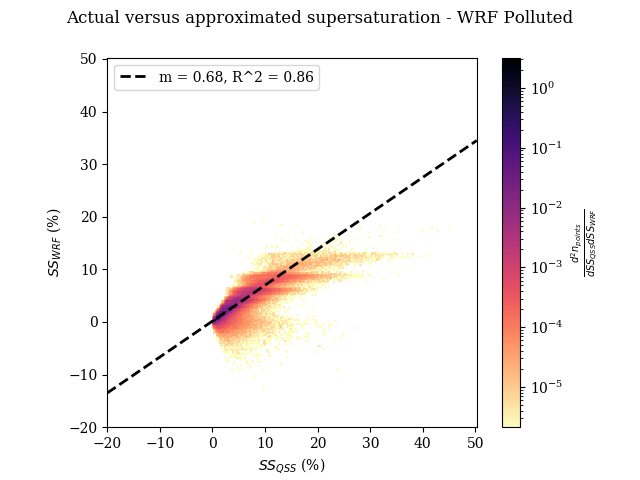 Actual versus approximated supersaturation - WRF Polluted
m = 0.68, R^2 = 0.86
50
40
30
20
10
0
−10
−20
−20 −10 0 10 20 30 40 50
SS_WRF (%)
SS_QSS (%)
10^0
10^−1
10^−2
10^−3
10^−4
10^−5
d^2 n_points
dSS_QSS dSS_WRF